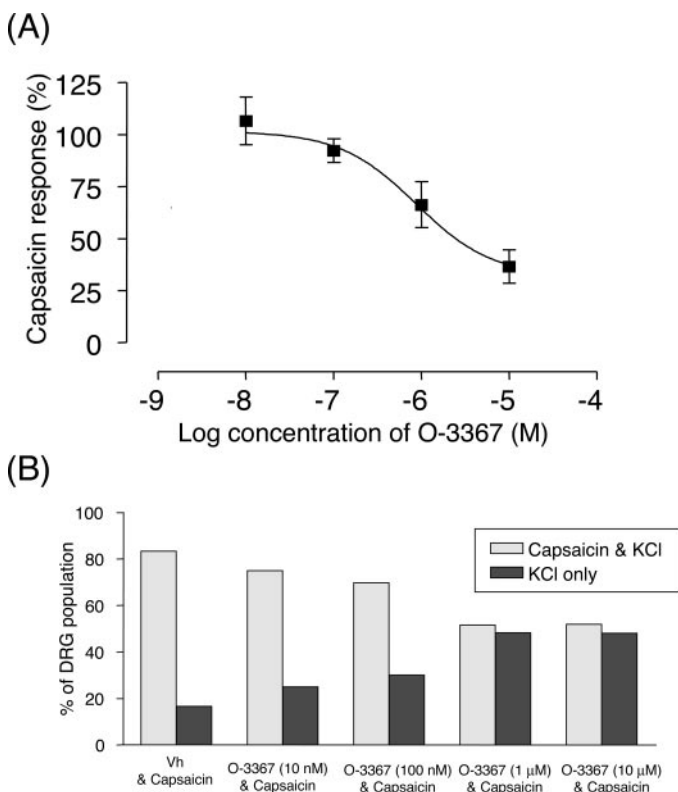 (A)
125
100
75
50
25
0
Capsaicin response (%)
-9 -8 -7 -6 -5 -4
Log concentration of O-3367 (M)
(B)
100
80
60
40
20
0
% of DRG population
Capsaicin & KCl
KCl only
Vh O-3367 (10 nM) O-3367 (100 nM) O-3367 (1 μM) O-3367 (10 μM)
& Capsaicin & Capsaicin & Capsaicin & Capsaicin & Capsaicin